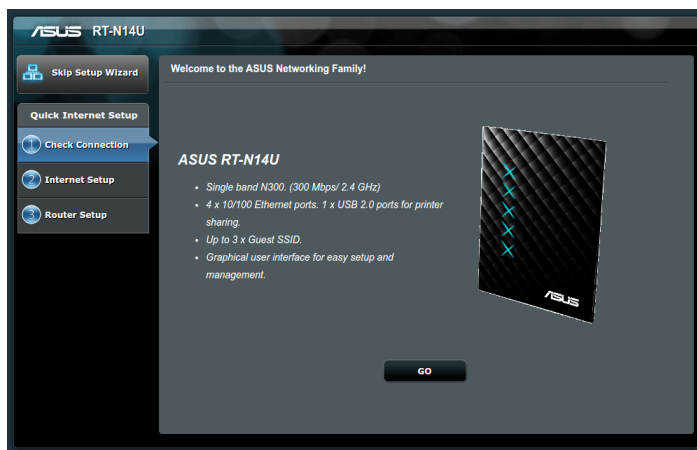 ASUS RT-N14U
Skip Setup Wizard
Quick Internet Setup
1 Check Connection
2 Internet Setup
3 Router Setup
Welcome to the ASUS Networking Family!
ASUS RT-N14U
• Single band N300. (300 Mbps/ 2.4 GHz)
• 4 x 10/100 Ethernet ports. 1 x USB 2.0 ports for printer
sharing.
• Up to 3 x Guest SSID.
• Graphical user interface for easy setup and
management.
ASUS
GO